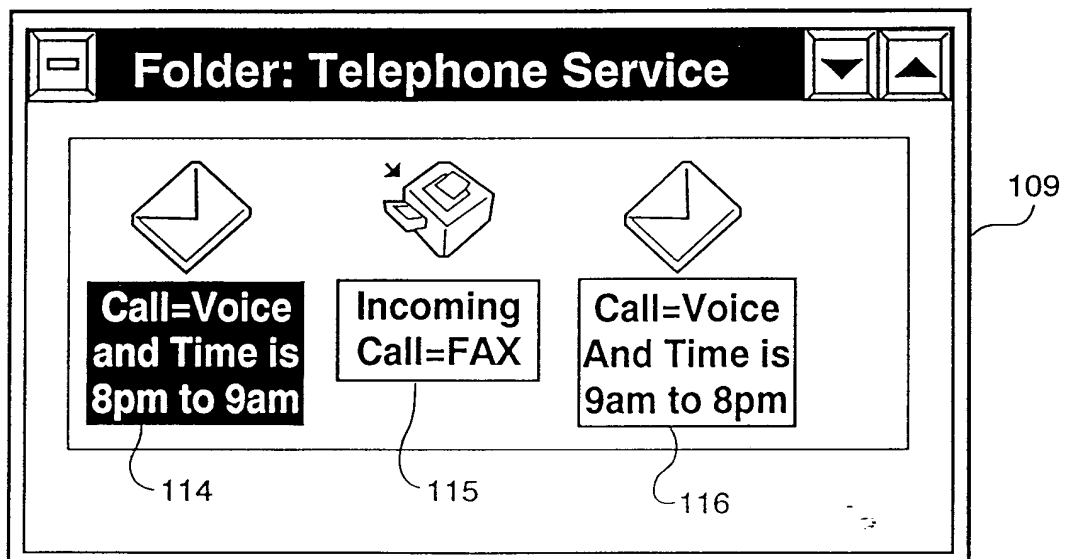 Folder: Telephone Service
109
Call=Voice
and Time is
8pm to 9am
Incoming
Call=FAX
Call=Voice
And Time is
9am to 8pm
114
115
116